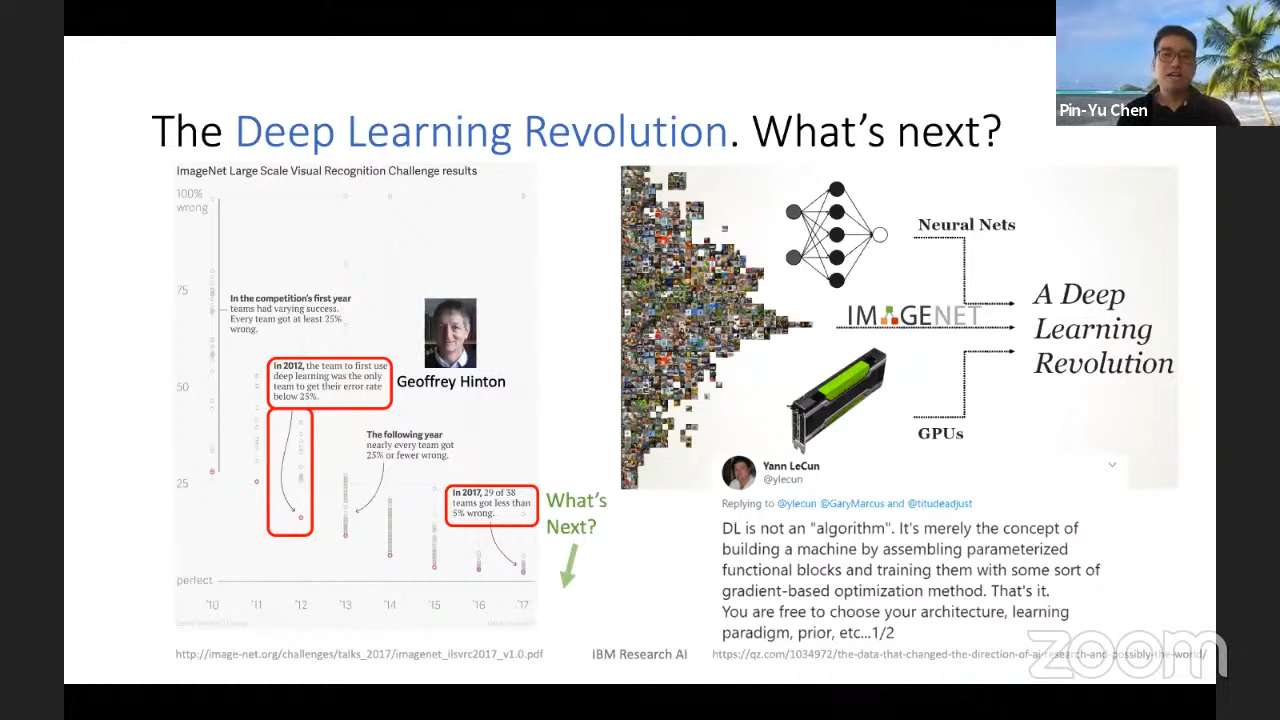 Pin-Yu Chen
The Deep Learning Revolution. What's next?
ImageNet Large Scale Visual Recognition Challenge results
100%
wrong
75
50
25
perfect
In the competition's first year
teams had varying success.
Every team got at least 25%
wrong.
In 2012, the team to first use
deep learning was the only
team to get their error rate
below 25%.
Geoffrey Hinton
The following year
nearly every team got
25% or fewer wrong.
In 2017, 29 of 38
teams got less than
5% wrong.
What's
Next?
'10 '11 '12 '13 '14 '15 '16 '17
Neural Nets
IMAGENET
GPUs
A Deep
Learning
Revolution
Yann LeCun
@ylecun
Replying to @ylecun @GaryMarcus and @titudeadjust
DL is not an "algorithm". It's merely the concept of
building a machine by assembling parameterized
functional blocks and training them with some sort of
gradient-based optimization method. That's it.
You are free to choose your architecture, learning
paradigm, prior, etc...1/2
http://image-net.org/challenges/talks_2017/imagenet_ilsvrc2017_v1.0.pdf
IBM Research AI
https://qz.com/1034972/the-data-that-changed-the-direction-of-ai-research-and-possibly-the-world/
zoom